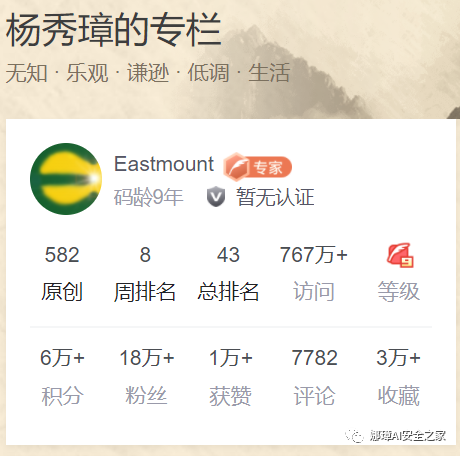 杨秀璋的专栏
无知 · 乐观 · 谦逊 · 低调 · 生活
Eastmount 专家
码龄9年 暂无认证
582 8 43 767万+
原创 周排名 总排名 访问 等级
6万+ 18万+ 1万+ 7782 3万+
积分 粉丝 获赞 评论 收藏
娜璋AI安全之家